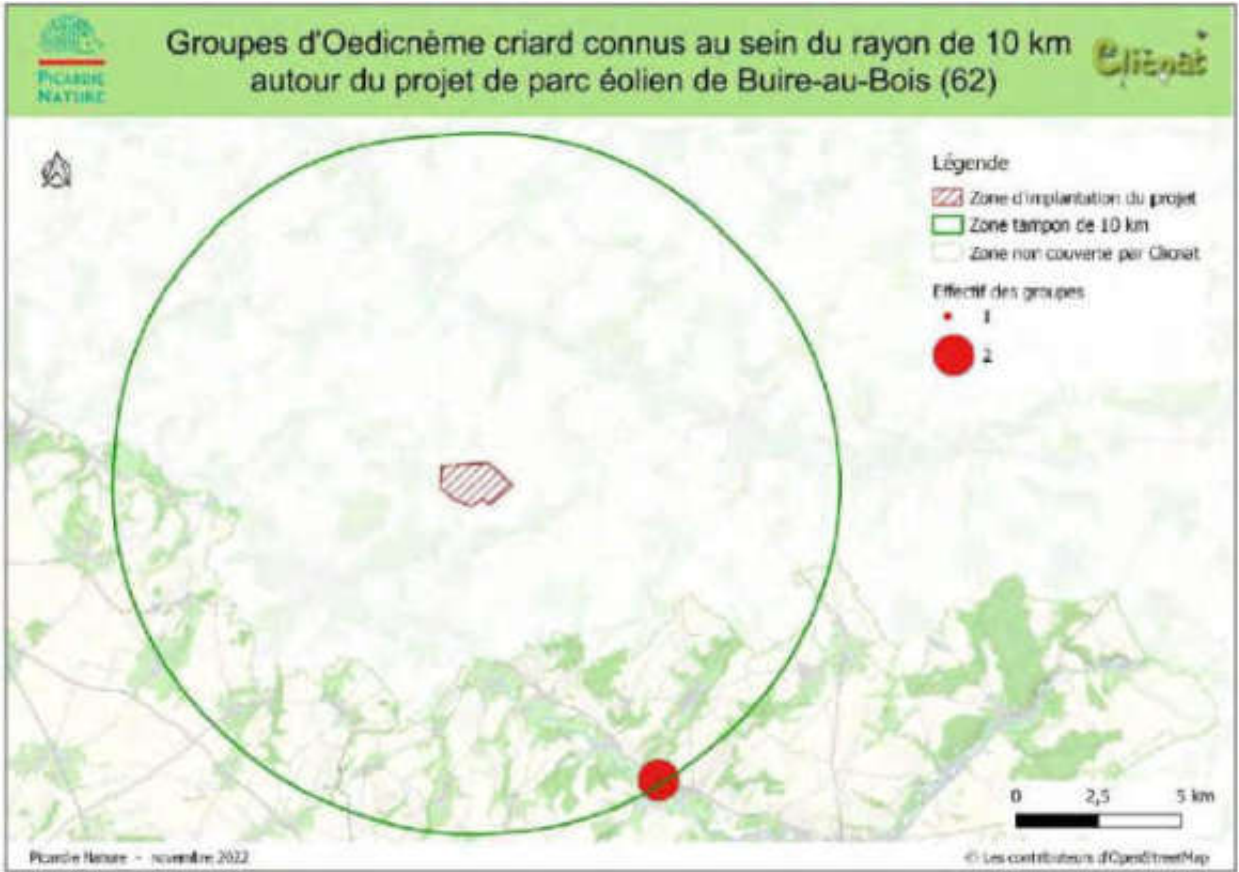 PICARDIE
NATURE
Groupes d'Oedicnème criard connus au sein du rayon de 10 km
autour du projet de parc éolien de Buire-au-Bois (62)
Clicnat
Légende
Zone d'implantation du projet
Zone tampon de 10 km
Zone non couverte par Clicnat
Effectif des groupes
1
2
0 2,5 5 km
Picardie Nature - novembre 2022
© Les contributeurs d'OpenStreetMap